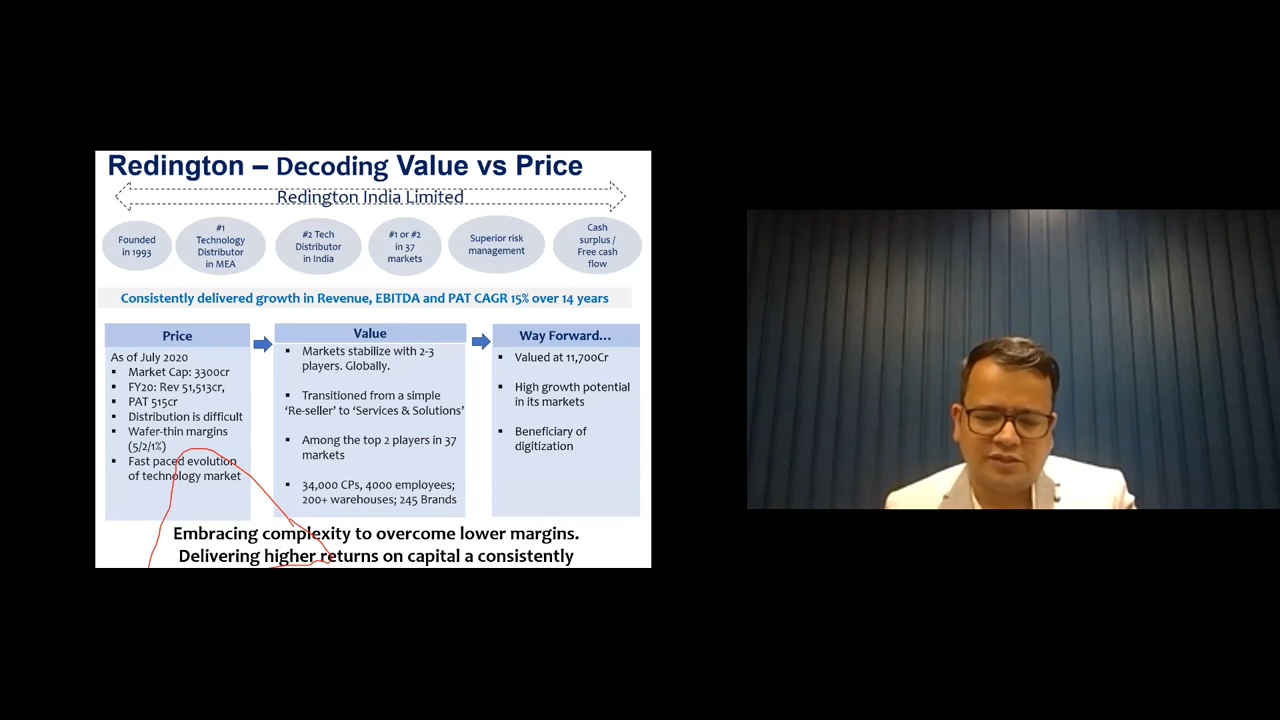 Redington – Decoding Value vs Price
Redington India Limited
Founded
in 1993
#1
Technology
Distributor
in MEA
#2 Tech
Distributor
in India
#1 or #2
in 37
markets
Superior risk
management
Cash
surplus /
Free cash
flow
Consistently delivered growth in Revenue, EBITDA and PAT CAGR 15% over 14 years
Price
As of July 2020
▪ Market Cap: 3300cr
▪ FY20: Rev 51,513cr,
▪ PAT 515cr
▪ Distribution is difficult
▪ Wafer-thin margins
(5/2/1%)
▪ Fast paced evolution
of technology market
Value
▪ Markets stabilize with 2-3
players. Globally.
▪ Transitioned from a simple
‘Re-seller’ to ‘Services & Solutions’
▪ Among the top 2 players in 37
markets
▪ 34,000 CPs, 4000 employees;
200+ warehouses; 245 Brands
Way Forward…
▪ Valued at 11,700Cr
▪ High growth potential
in its markets
▪ Beneficiary of
digitization
Embracing complexity to overcome lower margins.
Delivering higher returns on capital a consistently